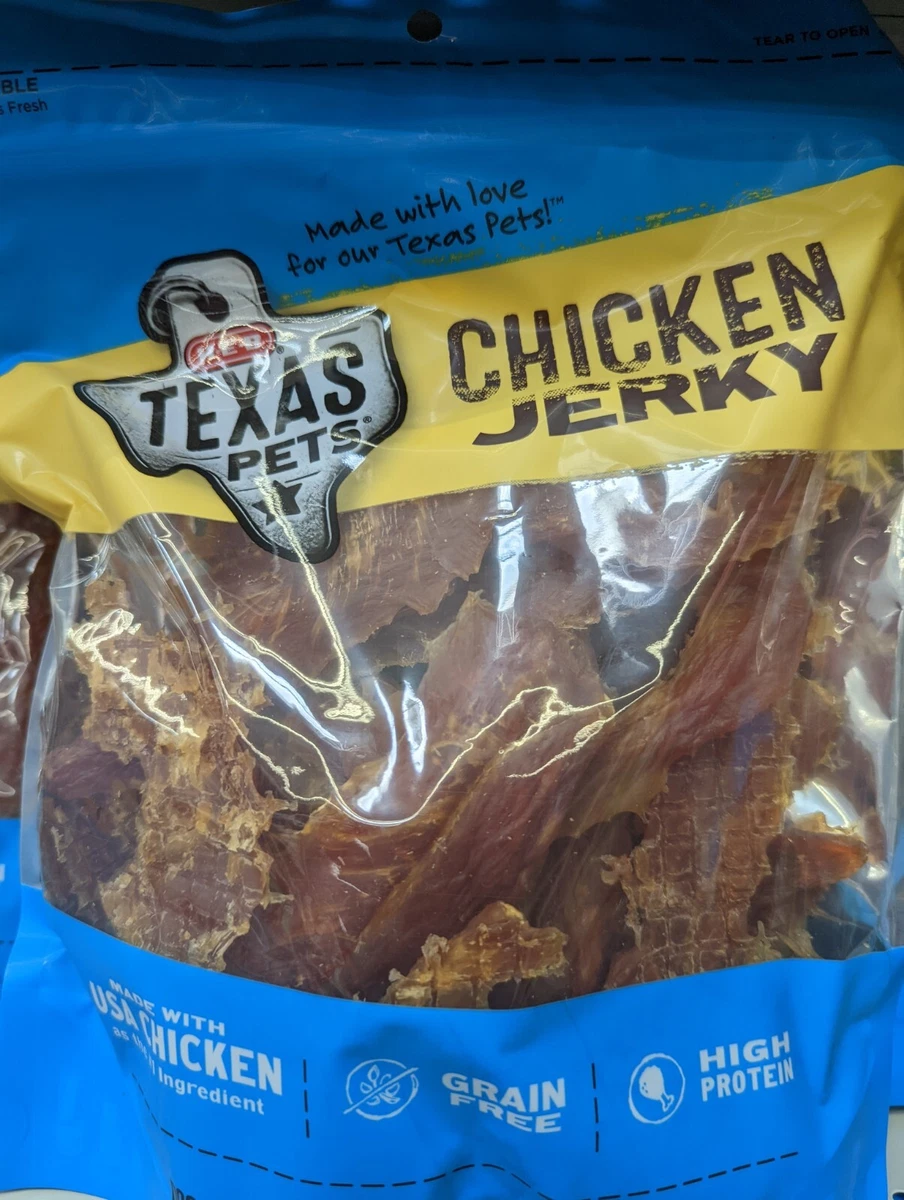 TEAR TO OPEN
BLE
s Fresh
Made with love
for our Texas Pets!™
TEXAS
PETS®
CHICKEN
JERKY
MADE WITH
USA CHICKEN
Ingredient
GRAIN
FREE
HIGH
PROTEIN